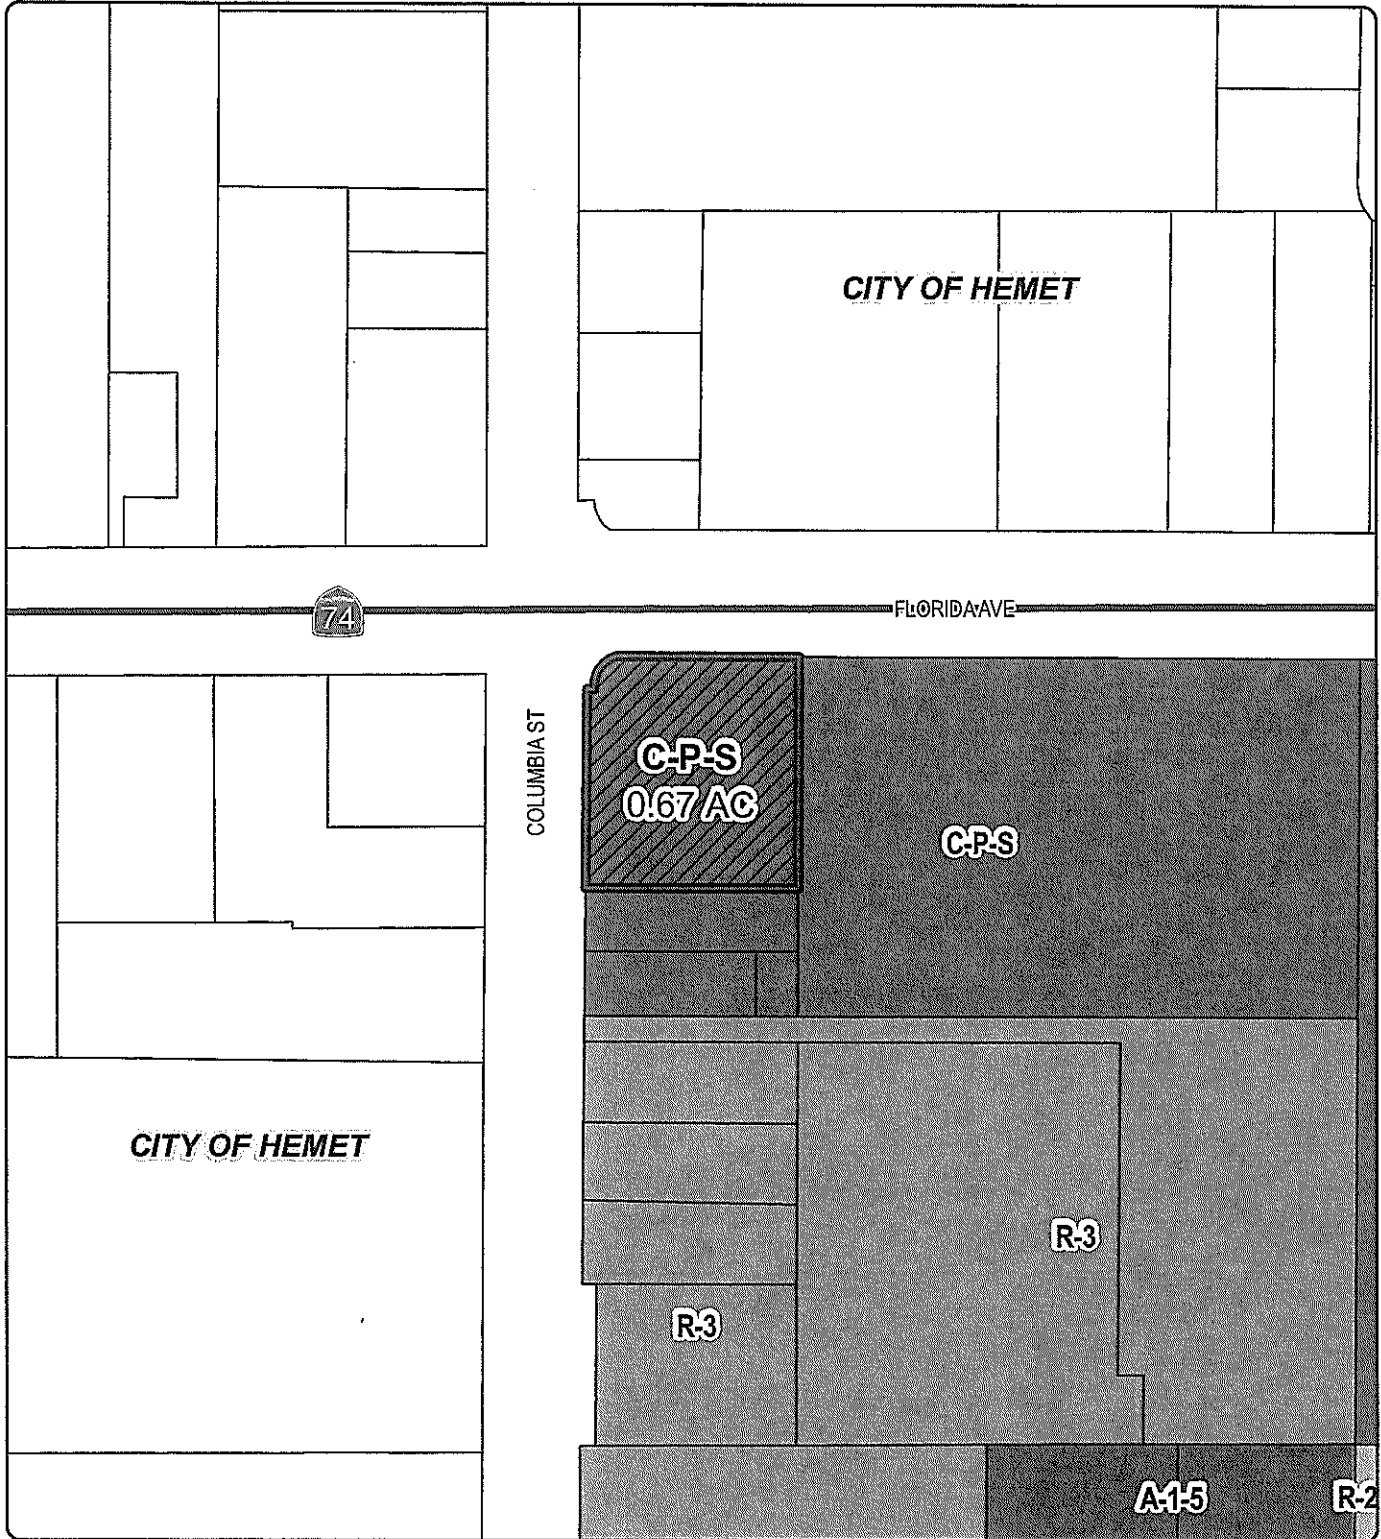 CITY OF HEMET
74
FLORIDA AVE
COLUMBIA ST
C-P-S
0.67 AC
C-P-S
CITY OF HEMET
R-3
R-3
A-1-5
R-2